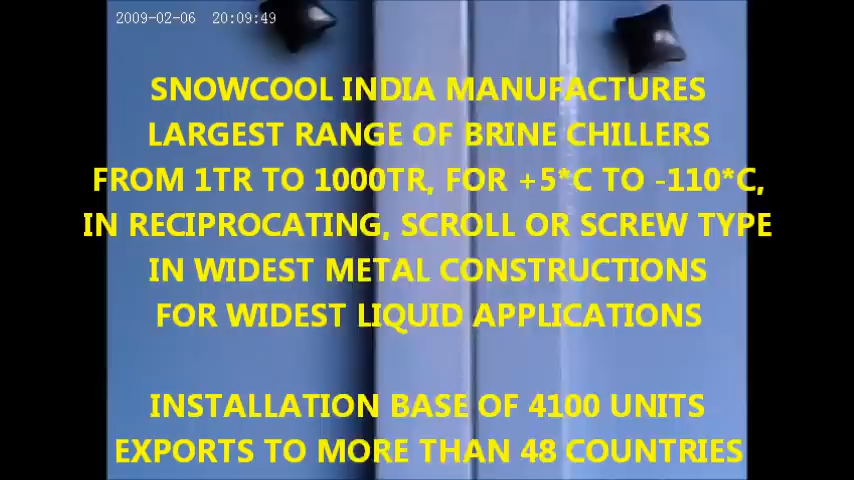 2009-02-06 20:09:49
SNOWCOOL INDIA MANUFACTURES
LARGEST RANGE OF BRINE CHILLERS
FROM 1TR TO 1000TR, FOR +5*C TO -110*C,
IN RECIPROCATING, SCROLL OR SCREW TYPE
IN WIDEST METAL CONSTRUCTIONS
FOR WIDEST LIQUID APPLICATIONS
INSTALLATION BASE OF 4100 UNITS
EXPORTS TO MORE THAN 48 COUNTRIES